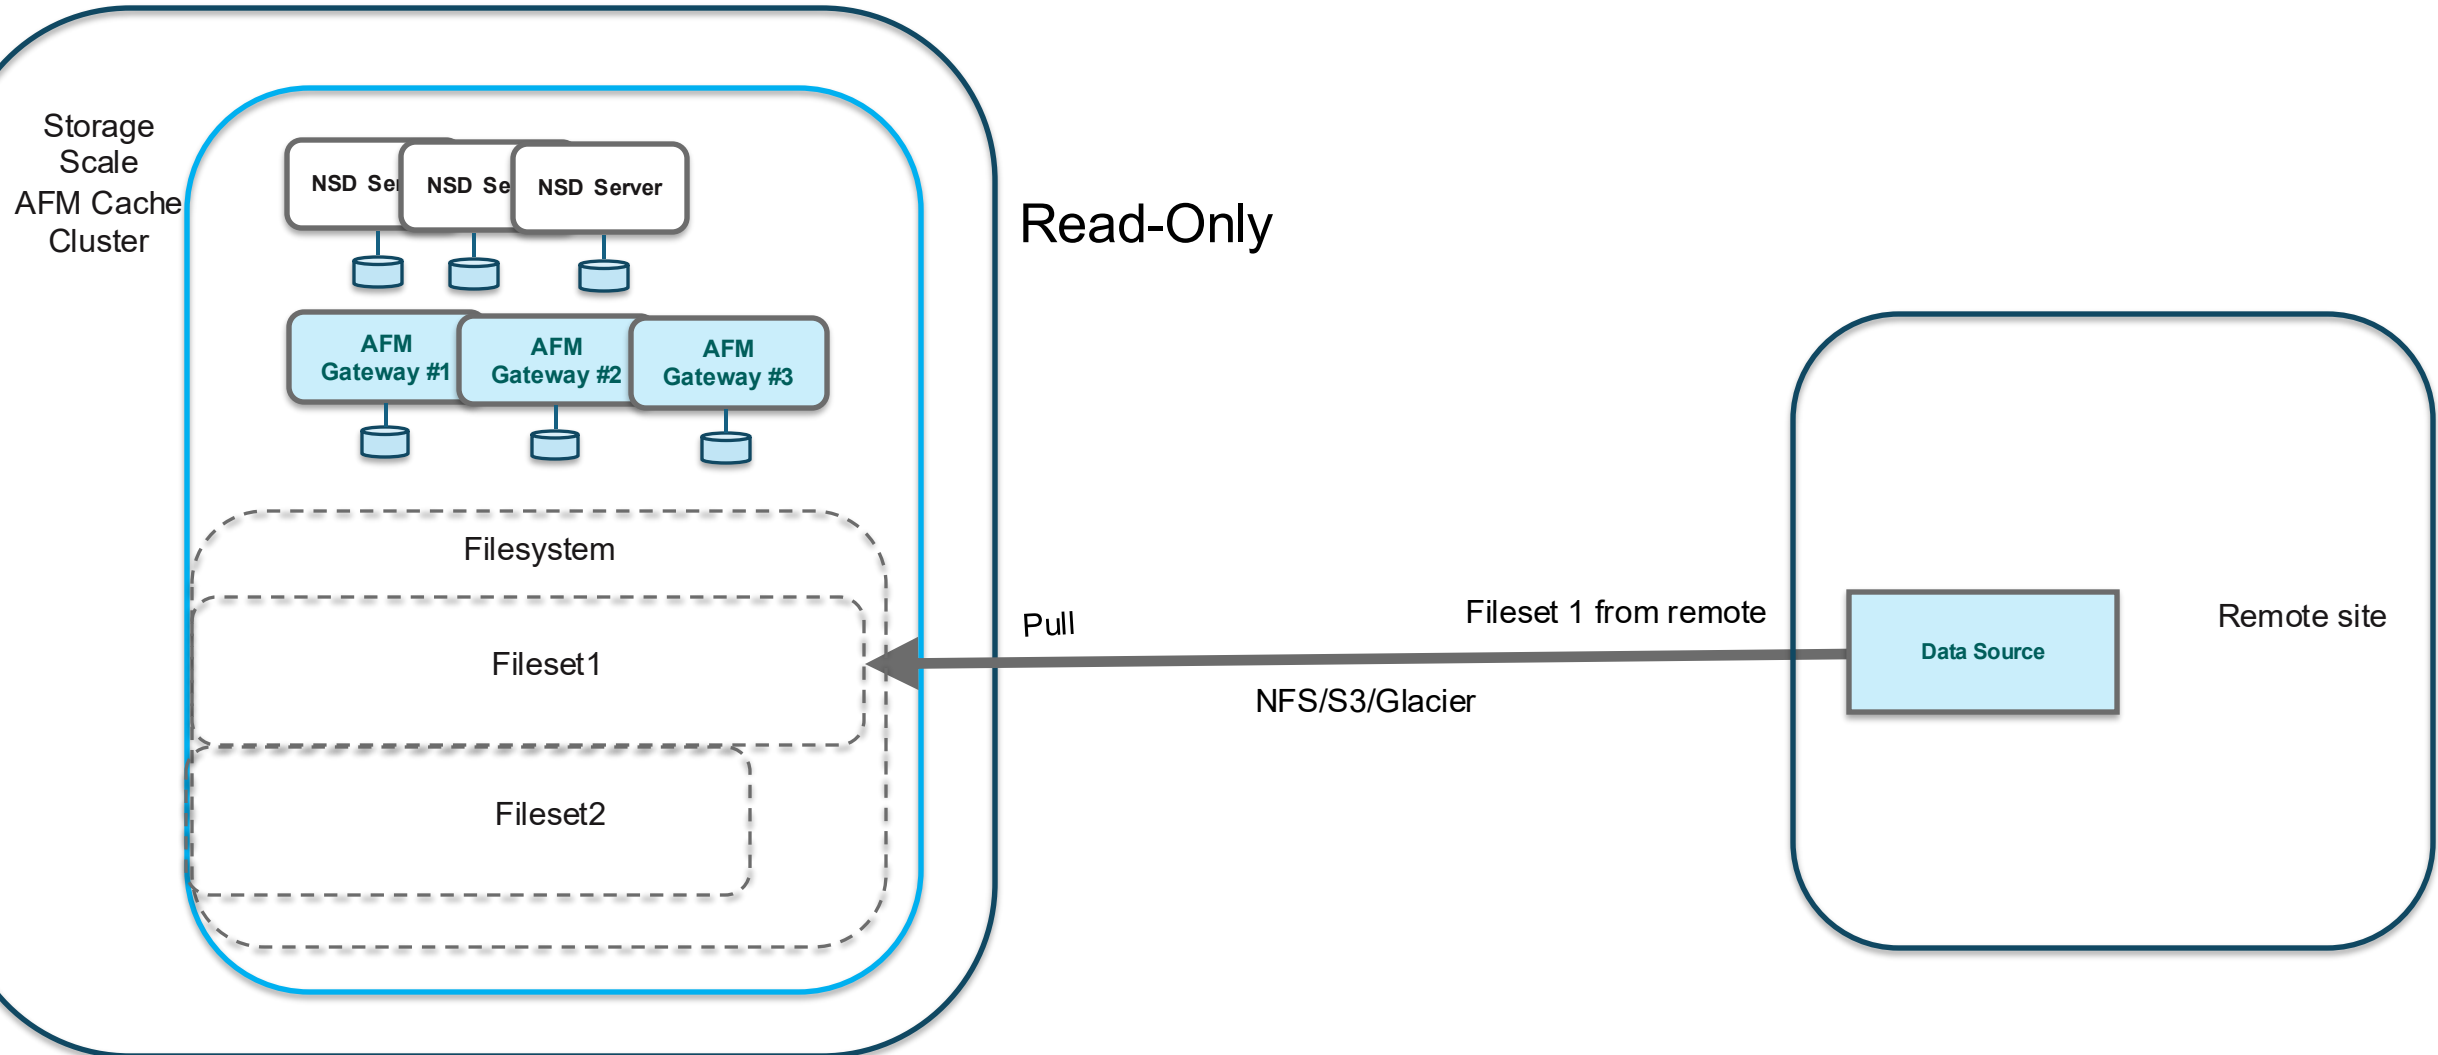 Storage
Scale
AFM Cache
Cluster
NSD Ser
NSD Se
NSD Server
AFM
Gateway #1
AFM
Gateway #2
AFM
Gateway #3
Read-Only
Filesystem
Fileset1
Fileset2
Pull
Fileset 1 from remote
NFS/S3/Glacier
Data Source
Remote site